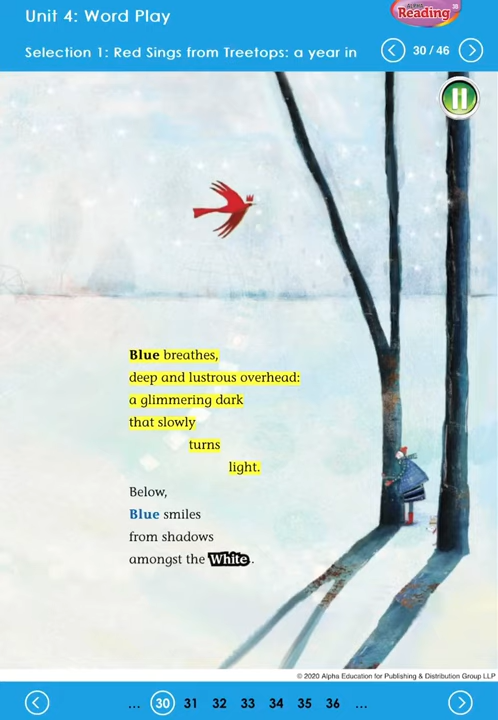 Unit 4: Word Play
ALPHA
Reading
Selection 1: Red Sings from Treetops: a year in
30 / 46
Blue breathes,
deep and lustrous overhead:
a glimmering dark
that slowly
turns
light.
Below,
Blue smiles
from shadows
amongst the White.
© 2020 Alpha Education for Publishing & Distribution Group LLP
... 30 31 32 33 34 35 36 ...